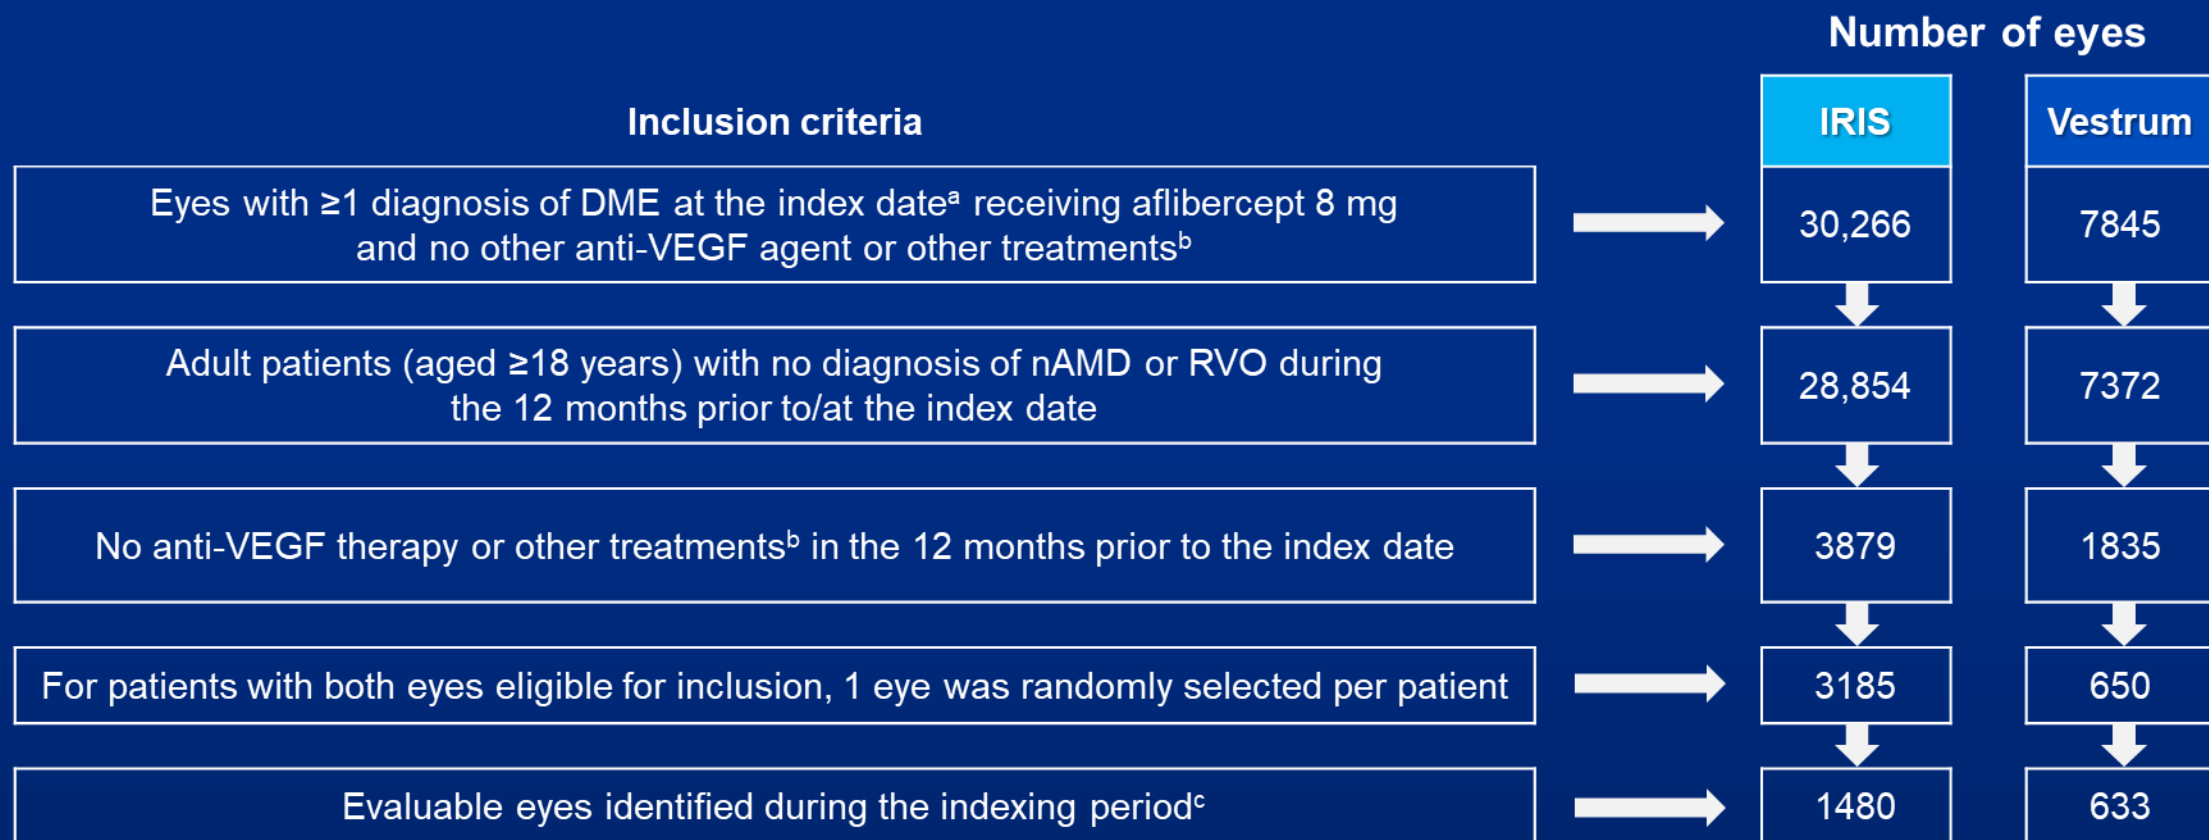 Number of eyes
Inclusion criteria
IRIS
Vestrum
Eyes with ≥1 diagnosis of DME at the index dateᵃ receiving aflibercept 8 mg
and no other anti-VEGF agent or other treatmentsᵇ
30,266
7845
Adult patients (aged ≥18 years) with no diagnosis of nAMD or RVO during
the 12 months prior to/at the index date
28,854
7372
No anti-VEGF therapy or other treatmentsᵇ in the 12 months prior to the index date
3879
1835
For patients with both eyes eligible for inclusion, 1 eye was randomly selected per patient
3185
650
Evaluable eyes identified during the indexing periodᶜ
1480
633